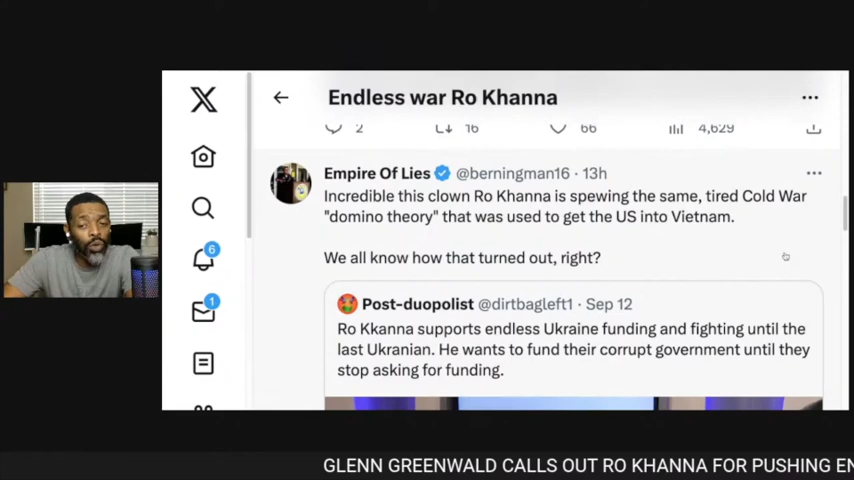 Endless war Ro Khanna
2
16
66
4,629
Empire Of Lies @berningman16 · 13h
Incredible this clown Ro Khanna is spewing the same, tired Cold War
"domino theory" that was used to get the US into Vietnam.
We all know how that turned out, right?
6
1
Post-duopolist @dirtbagleft1 · Sep 12
Ro Kkanna supports endless Ukraine funding and fighting until the
last Ukranian. He wants to fund their corrupt government until they
stop asking for funding.
GLENN GREENWALD CALLS OUT RO KHANNA FOR PUSHING EN